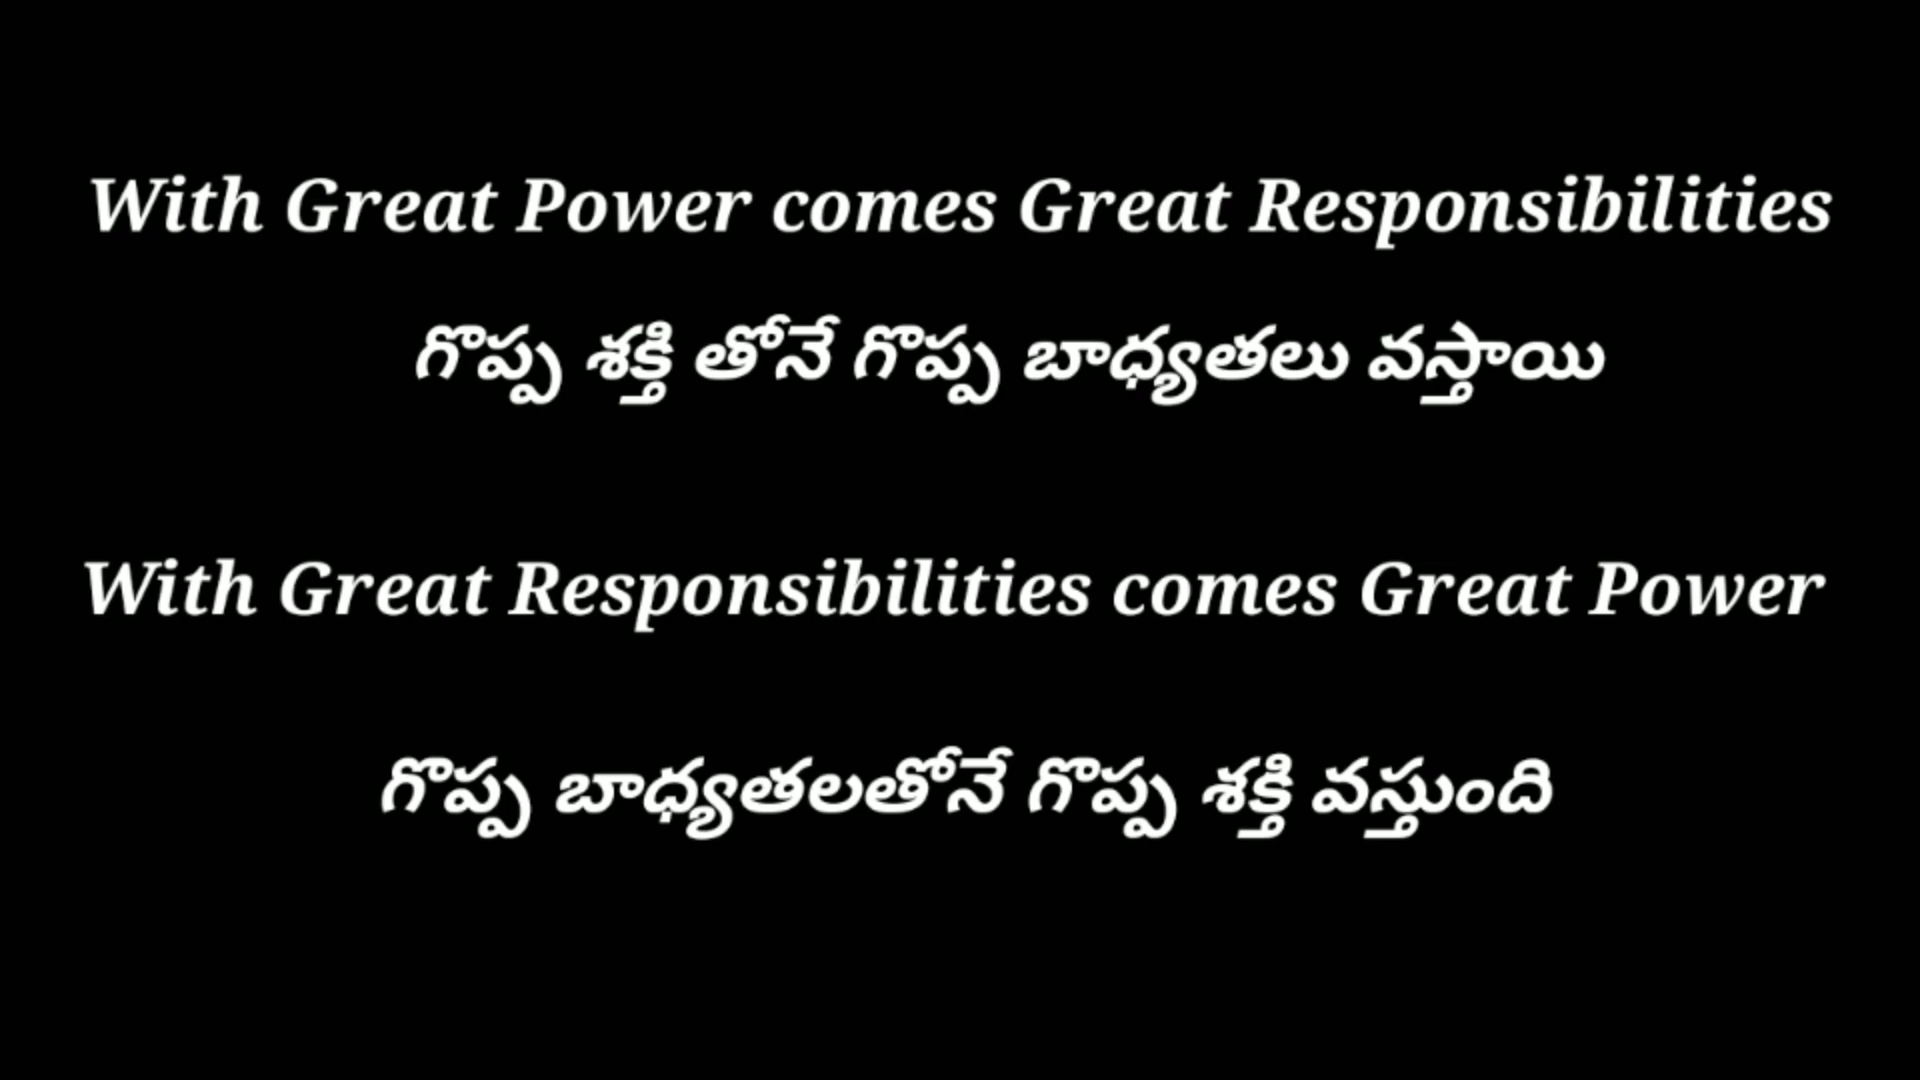 With Great Power comes Great Responsibilities
గొప్ప శక్తి తోనే గొప్ప బాధ్యతలు వస్తాయి
With Great Responsibilities comes Great Power
గొప్ప బాధ్యతలతోనే గొప్ప శక్తి వస్తుంది